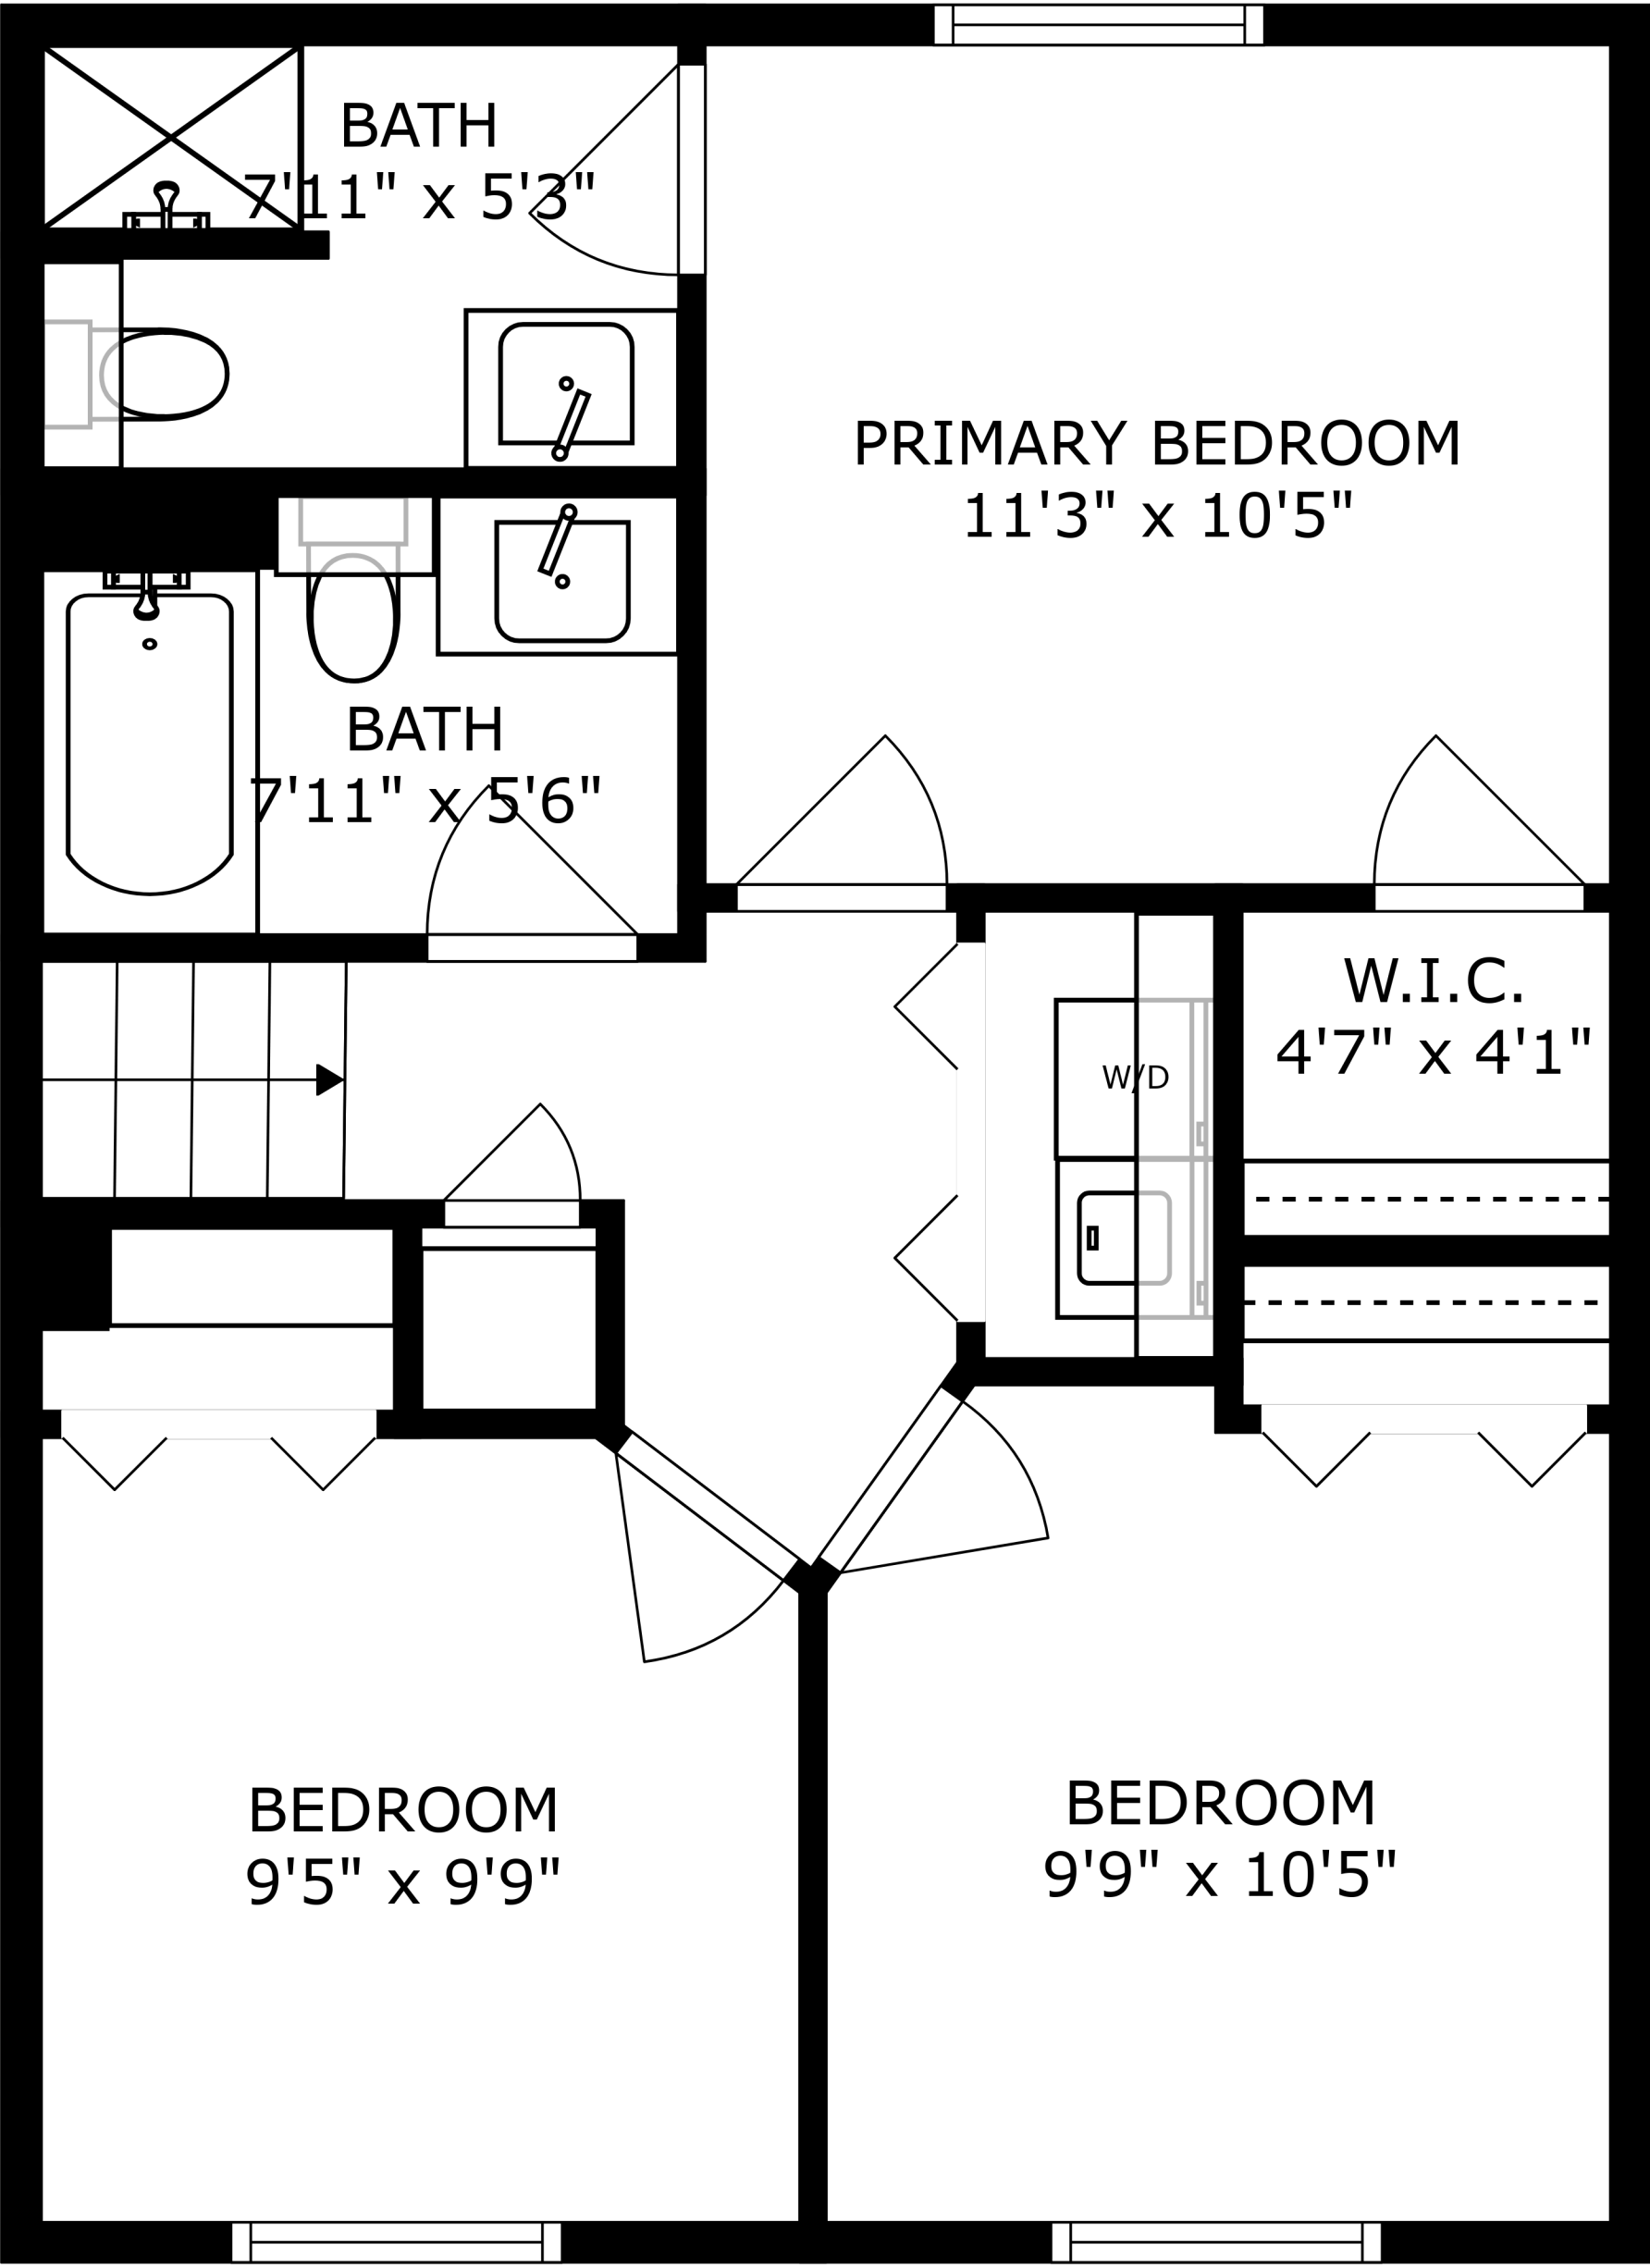 BATH
7'11" x 5'3"
PRIMARY BEDROOM
11'3" x 10'5"
BATH
7'11" x 5'6"
W.I.C.
4'7" x 4'1"
W/D
BEDROOM
9'5" x 9'9"
BEDROOM
9'9" x 10'5"